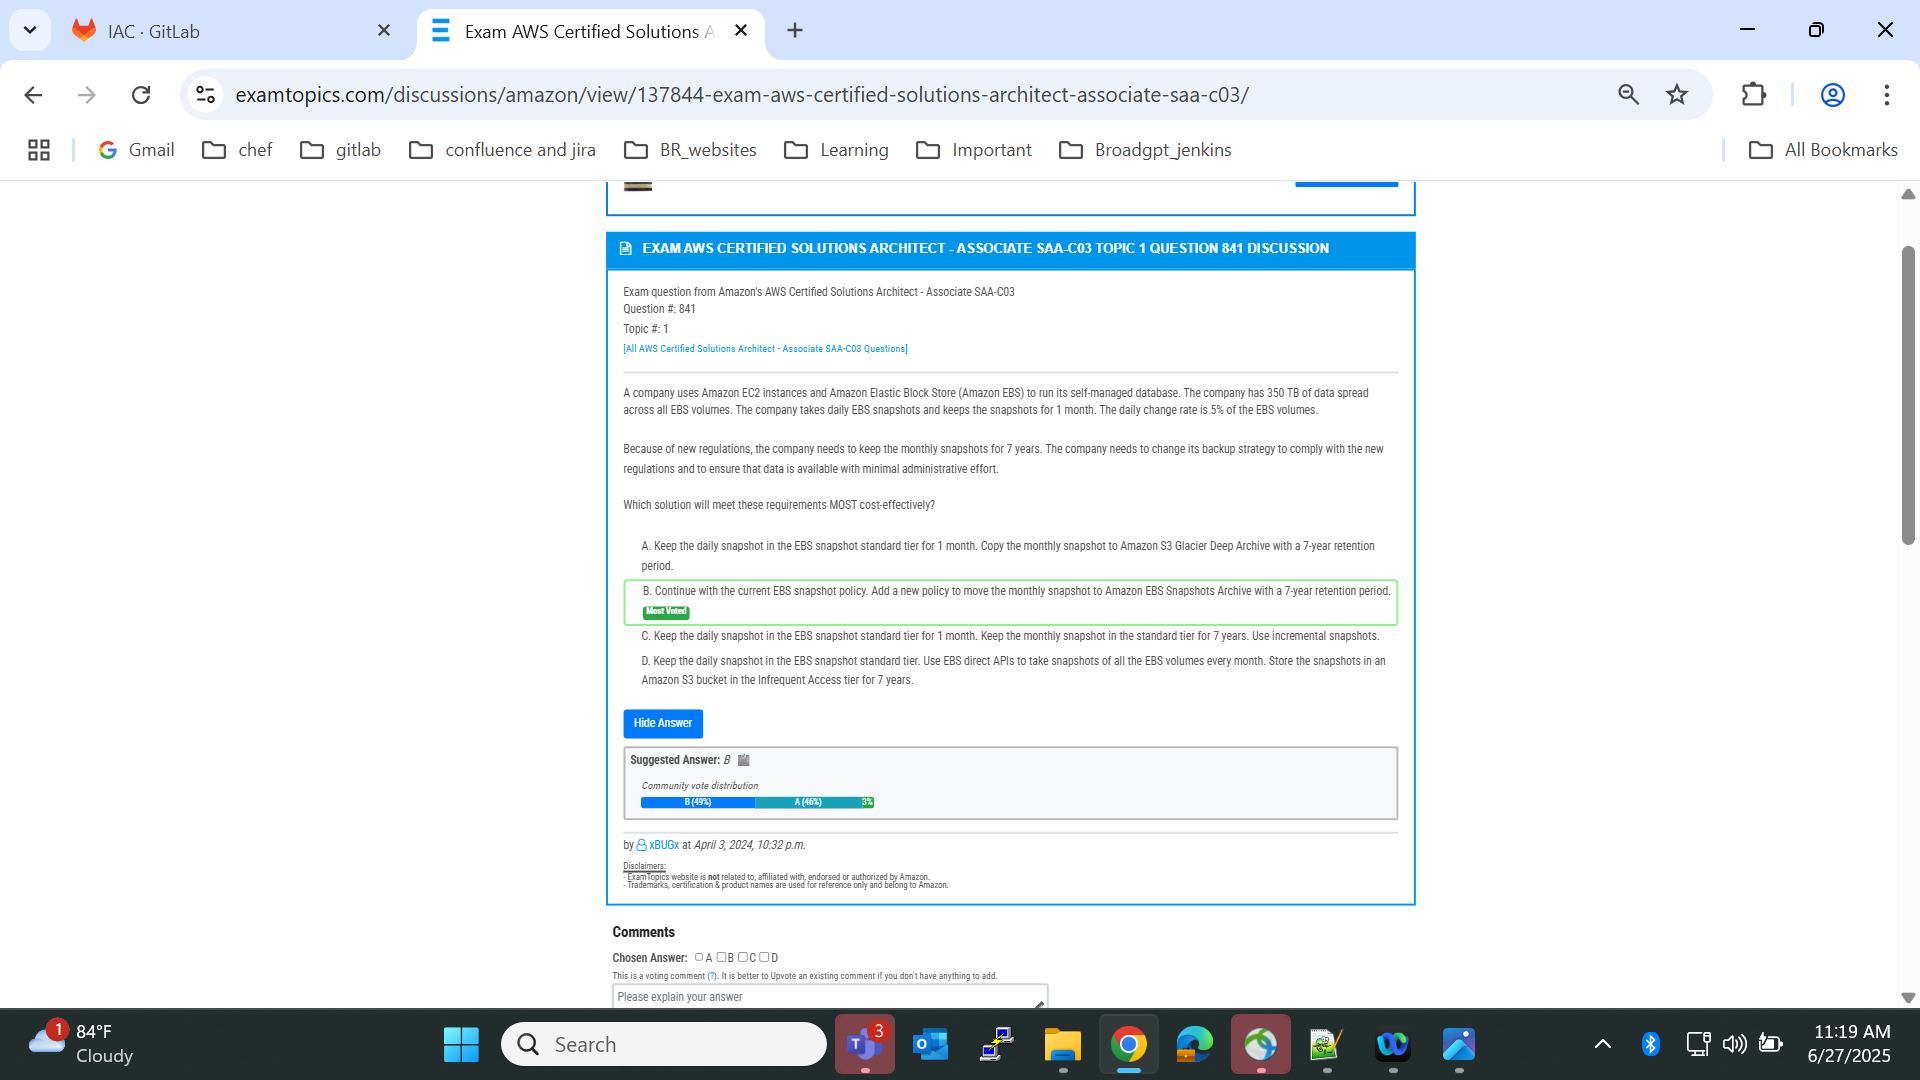 IAC · GitLab
Exam AWS Certified Solutions A
examtopics.com/discussions/amazon/view/137844-exam-aws-certified-solutions-architect-associate-saa-c03/
Gmail
chef
gitlab
confluence and jira
BR_websites
Learning
Important
Broadgpt_jenkins
All Bookmarks
EXAM AWS CERTIFIED SOLUTIONS ARCHITECT - ASSOCIATE SAA-C03 TOPIC 1 QUESTION 841 DISCUSSION
Exam question from Amazon's AWS Certified Solutions Architect - Associate SAA-C03
Question #: 841
Topic #: 1
[All AWS Certified Solutions Architect - Associate SAA-C03 Questions]
A company uses Amazon EC2 instances and Amazon Elastic Block Store (Amazon EBS) to run its self-managed database. The company has 350 TB of data spread
across all EBS volumes. The company takes daily EBS snapshots and keeps the snapshots for 1 month. The daily change rate is 5% of the EBS volumes.
Because of new regulations, the company needs to keep the monthly snapshots for 7 years. The company needs to change its backup strategy to comply with the new
regulations and to ensure that data is available with minimal administrative effort.
Which solution will meet these requirements MOST cost-effectively?
A. Keep the daily snapshot in the EBS snapshot standard tier for 1 month. Copy the monthly snapshot to Amazon S3 Glacier Deep Archive with a 7-year retention
period.
B. Continue with the current EBS snapshot policy. Add a new policy to move the monthly snapshot to Amazon EBS Snapshots Archive with a 7-year retention period.
Most Voted
C. Keep the daily snapshot in the EBS snapshot standard tier for 1 month. Keep the monthly snapshot in the standard tier for 7 years. Use incremental snapshots.
D. Keep the daily snapshot in the EBS snapshot standard tier. Use EBS direct APIs to take snapshots of all the EBS volumes every month. Store the snapshots in an
Amazon S3 bucket in the Infrequent Access tier for 7 years.
Hide Answer
Suggested Answer: B
Community vote distribution
B (49%)
A (46%)
3%
by xBUGx at April 3, 2024, 10:32 p.m.
Disclaimers:
- ExamTopics website is not related to, affiliated with, endorsed or authorized by Amazon.
- Trademarks, certification & product names are used for reference only and belong to Amazon.
Comments
Chosen Answer: A B C D
This is a voting comment (?). It is better to Upvote an existing comment if you don't have anything to add.
Please explain your answer
1
84°F
Cloudy
Search
3
11:19 AM
6/27/2025